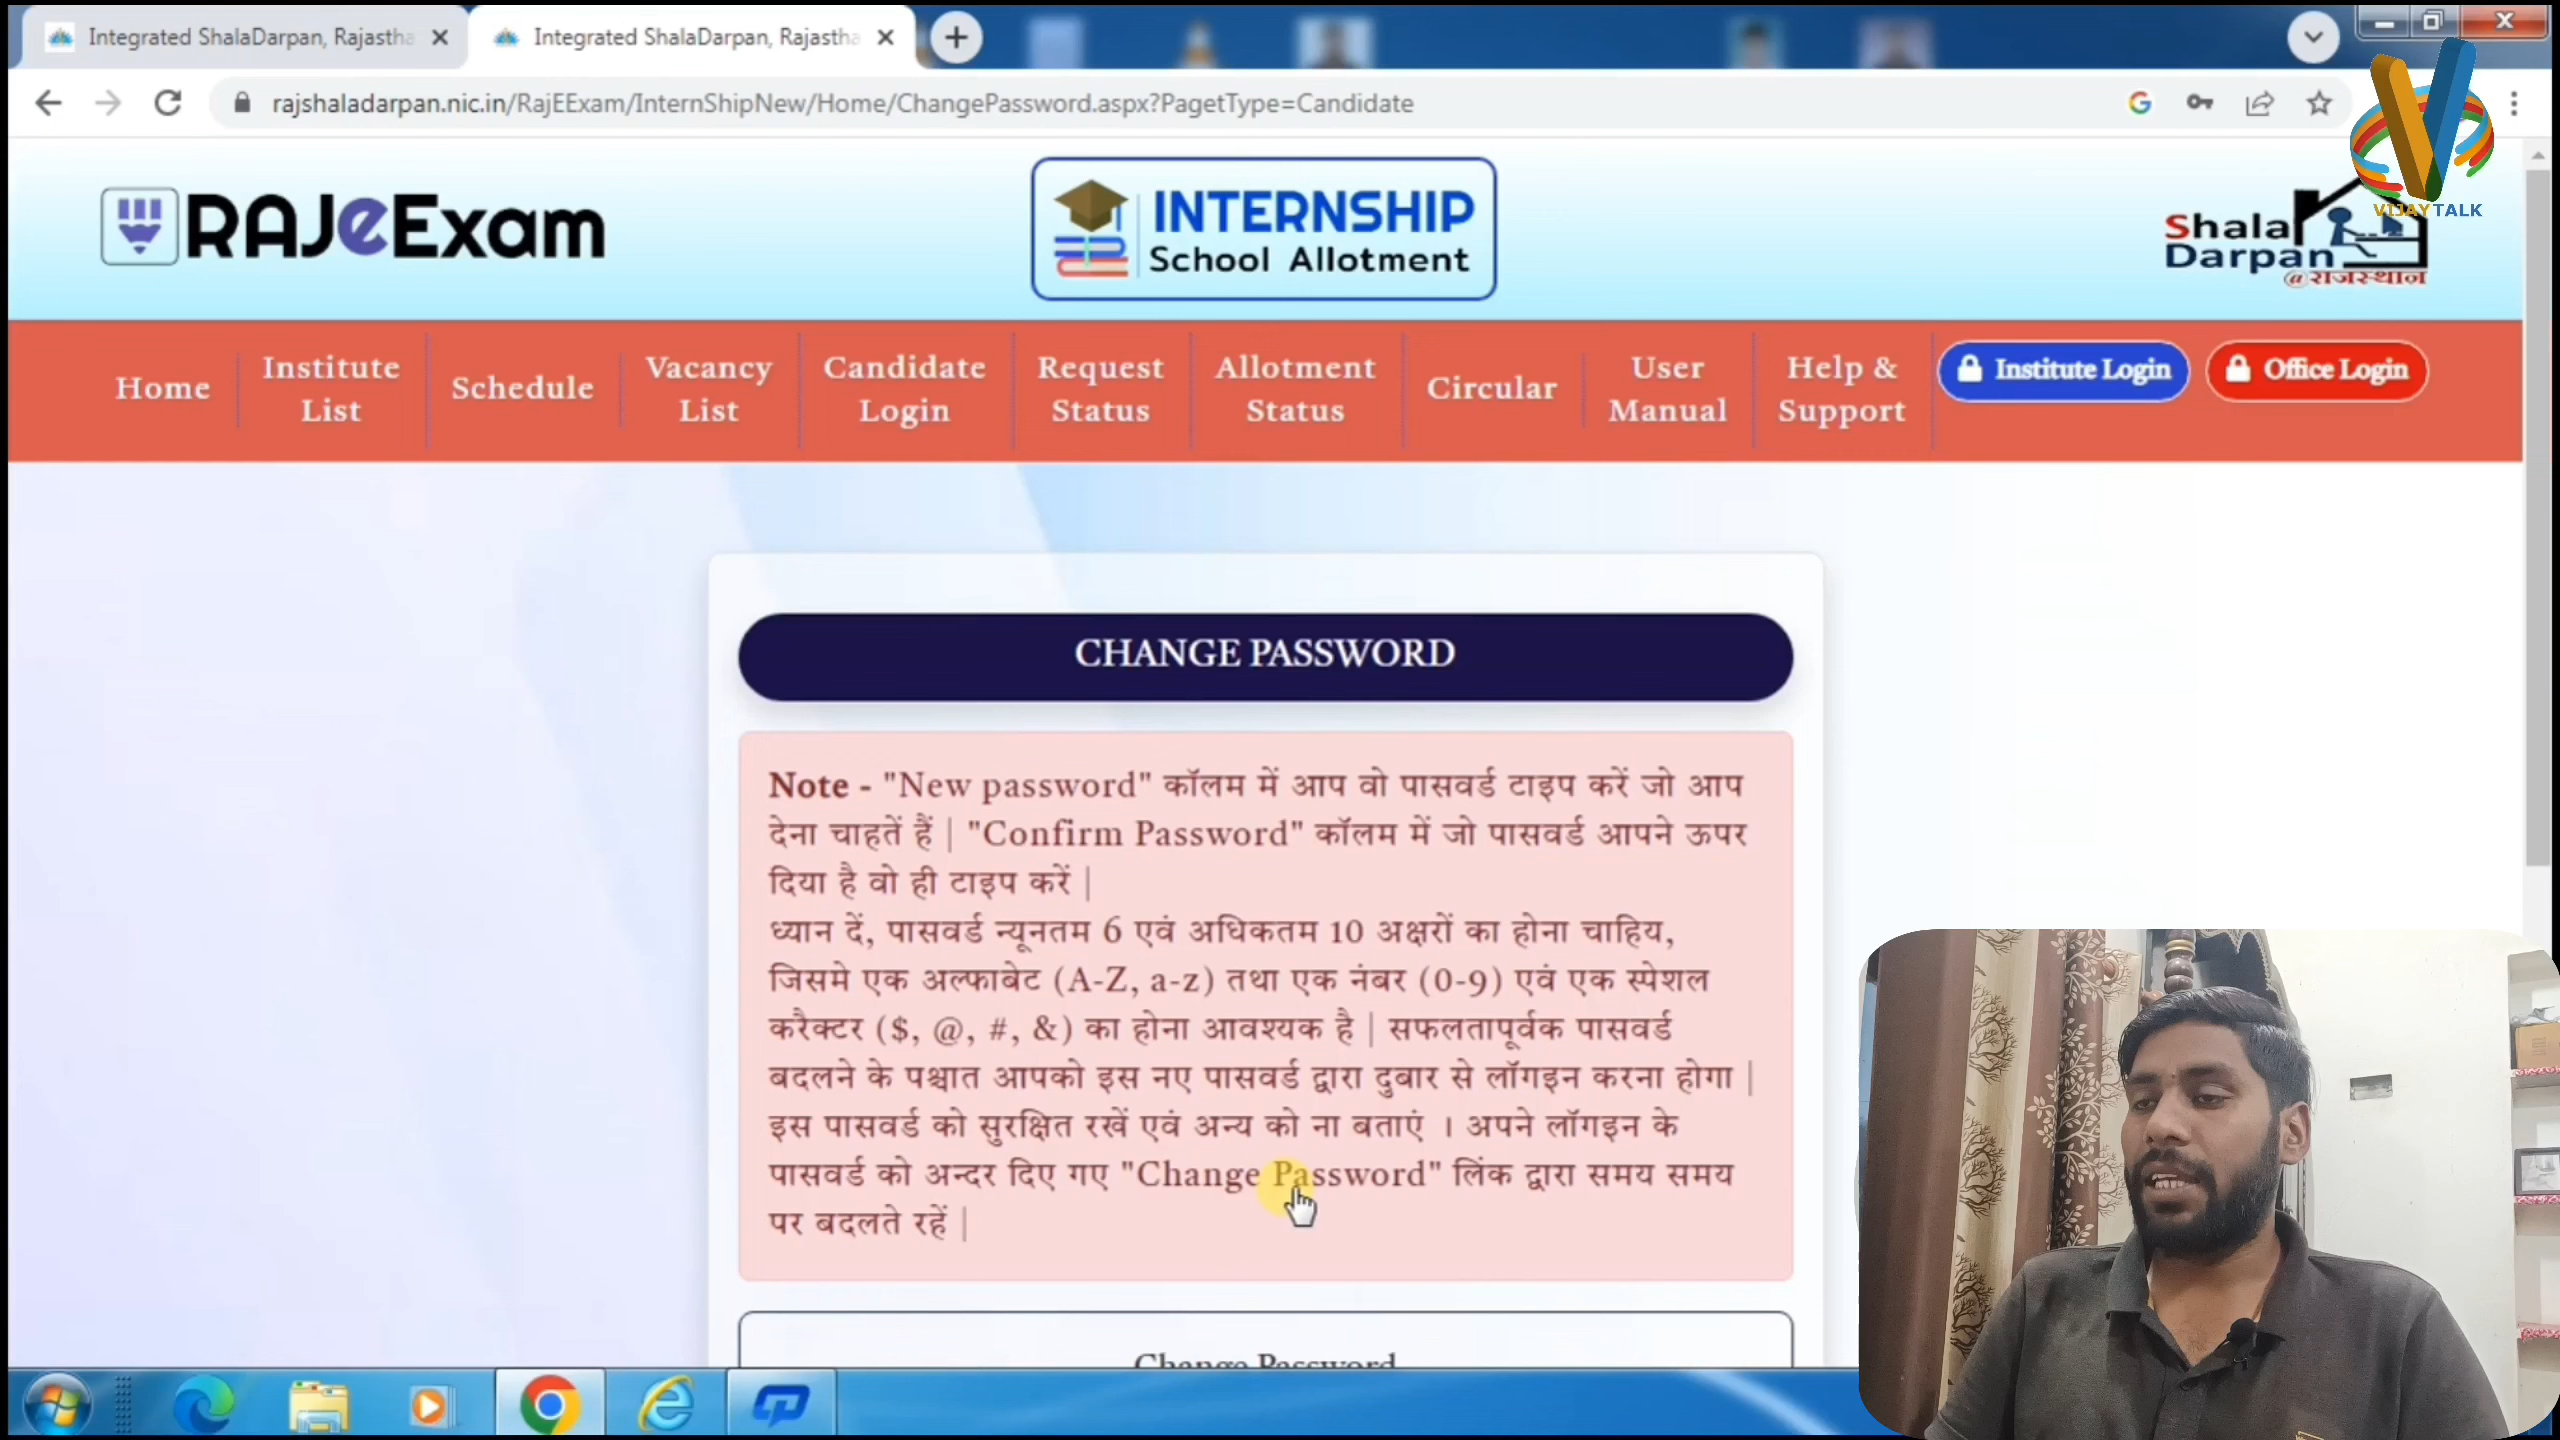 Integrated ShalaDarpan, Rajastha
Integrated ShalaDarpan, Rajastha
rajshaladarpan.nic.in/RajEExam/InternShipNew/Home/ChangePassword.aspx?PagetType=Candidate
VIJAYTALK
RAJeExam
INTERNSHIP
School Allotment
Shala
Darpan
@राजस्थान
Home
Institute List
Schedule
Vacancy List
Candidate Login
Request Status
Allotment Status
Circular
User Manual
Help & Support
Institute Login
Office Login
CHANGE PASSWORD
Note - "New password" कॉलम में आप वो पासवर्ड टाइप करें जो आप
देना चाहतें हैं | "Confirm Password" कॉलम में जो पासवर्ड आपने ऊपर
दिया है वो ही टाइप करें |
ध्यान दें, पासवर्ड न्यूनतम 6 एवं अधिकतम 10 अक्षरों का होना चाहिय,
जिसमे एक अल्फाबेट (A-Z, a-z) तथा एक नंबर (0-9) एवं एक स्पेशल
करैक्टर ($, @, #, &) का होना आवश्यक है | सफलतापूर्वक पासवर्ड
बदलने के पश्चात आपको इस नए पासवर्ड द्वारा दुबार से लॉगइन करना होगा |
इस पासवर्ड को सुरक्षित रखें एवं अन्य को ना बताएं । अपने लॉगइन के
पासवर्ड को अन्दर दिए गए "Change Password" लिंक द्वारा समय समय
पर बदलते रहें |
Change Password